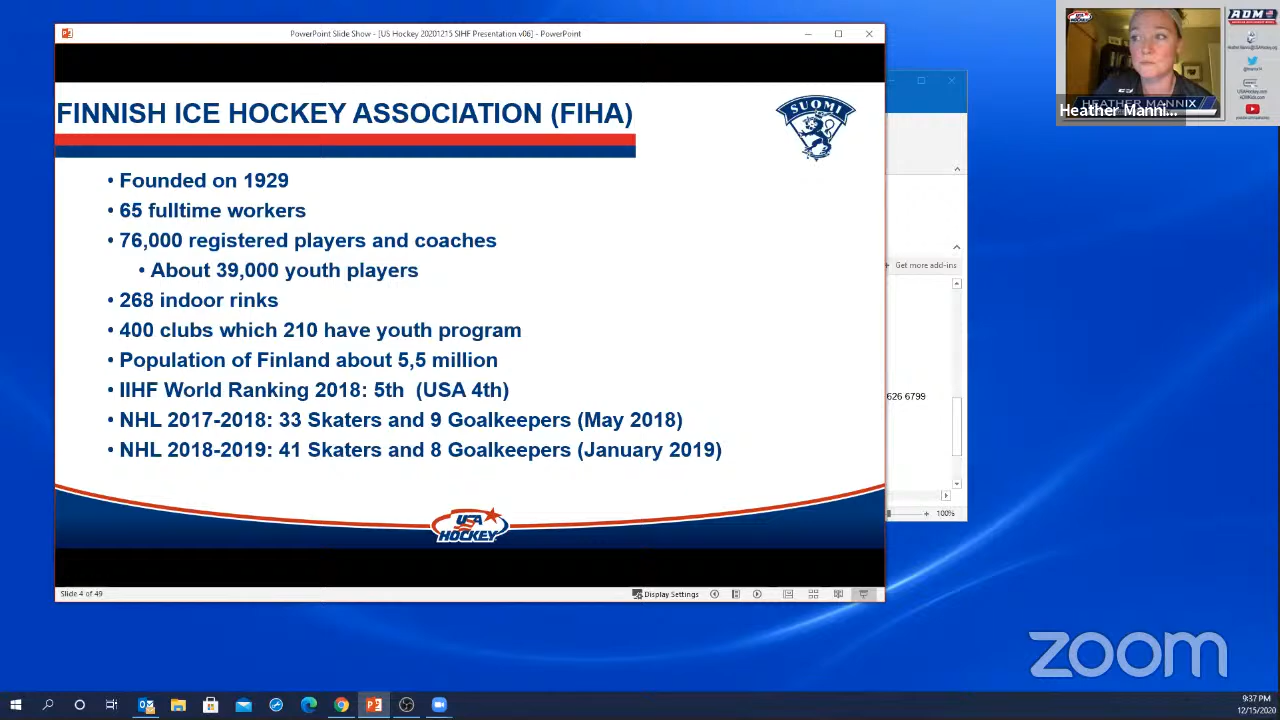 PowerPoint Slide Show - [US Hockey 20201215 SIHF Presentation v06] - PowerPoint
FINNISH ICE HOCKEY ASSOCIATION (FIHA)
SUOMI
• Founded on 1929
• 65 fulltime workers
• 76,000 registered players and coaches
• About 39,000 youth players
• 268 indoor rinks
• 400 clubs which 210 have youth program
• Population of Finland about 5,5 million
• IIHF World Ranking 2018: 5th (USA 4th)
• NHL 2017-2018: 33 Skaters and 9 Goalkeepers (May 2018)
• NHL 2018-2019: 41 Skaters and 8 Goalkeepers (January 2019)
USA
HOCKEY
Slide 4 of 49
Display Settings
Get more add-ins
626 6799
100%
ADM
HEATHER MANNIX
Heather Manni...
zoom
9:37 PM
12/15/2020